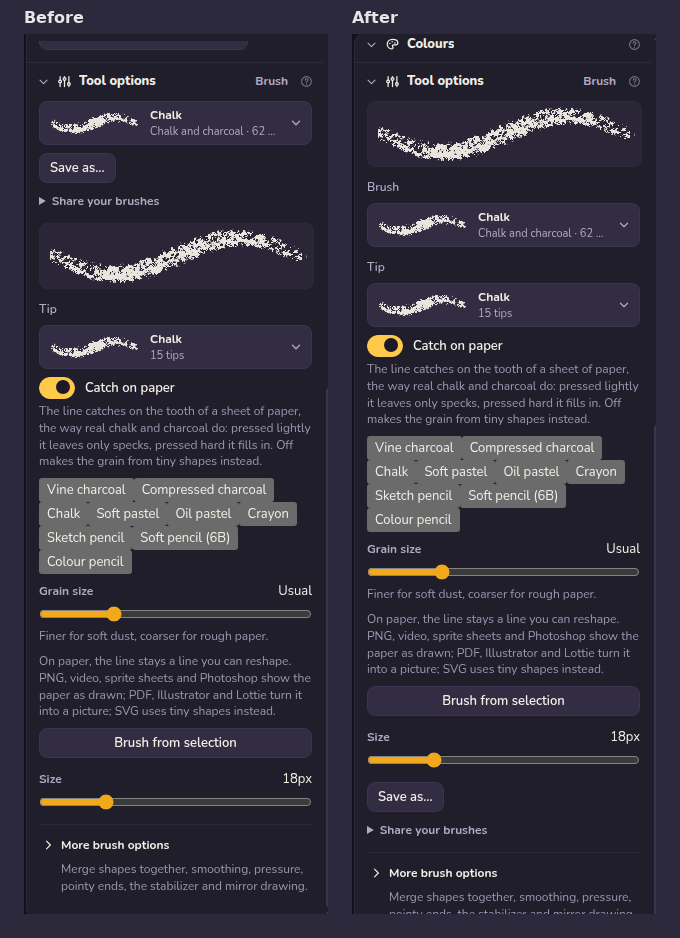 Before
Tool options Brush
Chalk
Chalk and charcoal · 62 ...
Save as...
Share your brushes
Tip
Chalk
15 tips
Catch on paper
The line catches on the tooth of a sheet of paper,
the way real chalk and charcoal do: pressed lightly
it leaves only specks, pressed hard it fills in. Off
makes the grain from tiny shapes instead.
Vine charcoal Compressed charcoal
Chalk Soft pastel Oil pastel Crayon
Sketch pencil Soft pencil (6B)
Colour pencil
Grain size Usual
Finer for soft dust, coarser for rough paper.
On paper, the line stays a line you can reshape.
PNG, video, sprite sheets and Photoshop show the
paper as drawn; PDF, Illustrator and Lottie turn it
into a picture; SVG uses tiny shapes instead.
Brush from selection
Size 18px
More brush options
Merge shapes together, smoothing, pressure,
pointy ends, the stabilizer and mirror drawing.
After
Colours
Tool options Brush
Brush
Chalk
Chalk and charcoal · 62 ...
Tip
Chalk
15 tips
Catch on paper
The line catches on the tooth of a sheet of paper,
the way real chalk and charcoal do: pressed lightly
it leaves only specks, pressed hard it fills in. Off
makes the grain from tiny shapes instead.
Vine charcoal Compressed charcoal
Chalk Soft pastel Oil pastel Crayon
Sketch pencil Soft pencil (6B)
Colour pencil
Grain size Usual
Finer for soft dust, coarser for rough paper.
On paper, the line stays a line you can reshape.
PNG, video, sprite sheets and Photoshop show the
paper as drawn; PDF, Illustrator and Lottie turn it
into a picture; SVG uses tiny shapes instead.
Brush from selection
Size 18px
Save as...
Share your brushes
More brush options
Merge shapes together, smoothing, pressure,
pointy ends, the stabilizer and mirror drawing.